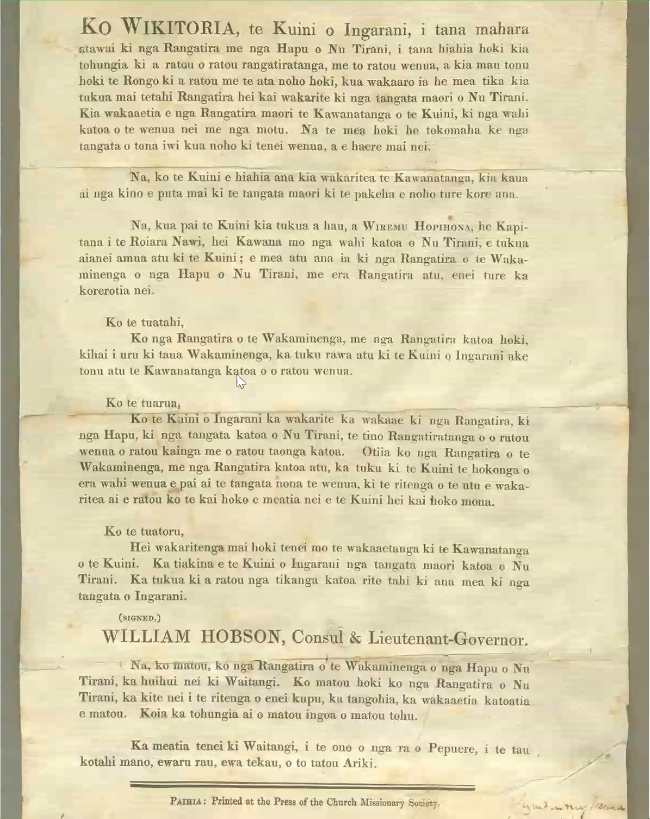 KO WIKITORIA, te Kuini o Ingarani, i tana mahara
atawai ki nga Rangatira me nga Hapu o Nu Tirani, i tana hiahia hoki kia
tohungia ki a ratou o ratou rangatiratanga, me to ratou wenua, a kia mau tonu
hoki te Rongo ki a ratou me te ata noho hoki, kua wakaaro ia he mea tika kia
tukua mai tetahi Rangatira hei kai wakarite ki nga tangata maori o Nu Tirani.
Kia wakaaetia e nga Rangatira maori te Kawanatanga o te Kuini, ki nga wahi
katoa o te wenua nei me nga motu. Na te mea hoki he tokomaha ke nga
tangata o tona iwi kua noho ki tenei wenua, a e haere mai nei.
Na, ko te Kuini e hiahia ana kia wakaritea te Kawanatanga, kia kaua
ai nga kino e puta mai ki te tangata maori ki te pakeha e noho ture kore ana.
Na, kua pai te Kuini kia tukua a hau, a WIREMU HOPIHONA, he Kapi-
tana i te Roiara Nawi, hei Kawana mo nga wahi katoa o Nu Tirani, e tukua
aianei amua atu ki te Kuini; e mea atu ana ia ki nga Rangatira o te Waka-
minenga o nga Hapu o Nu Tirani, me era Rangatira atu, enei ture ka
korerotia nei.
Ko te tuatahi,
Ko nga Rangatira o te Wakaminenga, me nga Rangatira katoa hoki,
kihai i uru ki taua Wakaminenga, ka tuku rawa atu ki te Kuini o Ingarani ake
tonu atu te Kawanatanga katoa o o ratou wenua.
Ko te tuarua,
Ko te Kuini o Ingarani ka wakarite ka wakaae ki nga Rangatira, ki
nga Hapu, ki nga tangata katoa o Nu Tirani, te tino Rangatiratanga o o ratou
wenua o ratou kainga me o ratou taonga katoa. Otiia ko nga Rangatira o te
Wakaminenga, me nga Rangatira katoa atu, ka tuku ki te Kuini te hokonga o
era wahi wenua e pai ai te tangata nona te wenua, ki te ritenga o te utu e waka-
ritea ai e ratou ko te kai hoko e meatia nei e te Kuini hei kai hoko mona.
Ko te tuatoru,
Hei wakaritenga mai hoki tenei mo te wakaaetanga ki te Kawanatanga
o te Kuini. Ka tiakina e te Kuini o Ingarani nga tangata maori katoa o Nu
Tirani. Ka tukua ki a ratou nga tikanga katoa rite tahi ki ana mea ki nga
tangata o Ingarani.
(SIGNED,)
WILLIAM HOBSON, Consul & Lieutenant-Governor.
Na, ko matou, ko nga Rangatira o te Wakaminenga o nga Hapu o Nu
Tirani, ka huihui nei ki Waitangi. Ko matou hoki ko nga Rangatira o Nu
Tirani, ka kite nei i te ritenga o enei kupu, ka tangohia, ka wakaaetia katoatia
e matou. Koia ka tohungia ai o matou ingoa o matou tohu.
Ka meatia tenei ki Waitangi, i te ono o nga ra o Pepuere, i te tau
kotahi mano, ewaru rau, ewa tekau, o to tatou Ariki.
PAIHIA: Printed at the Press of the Church Missionary Society.